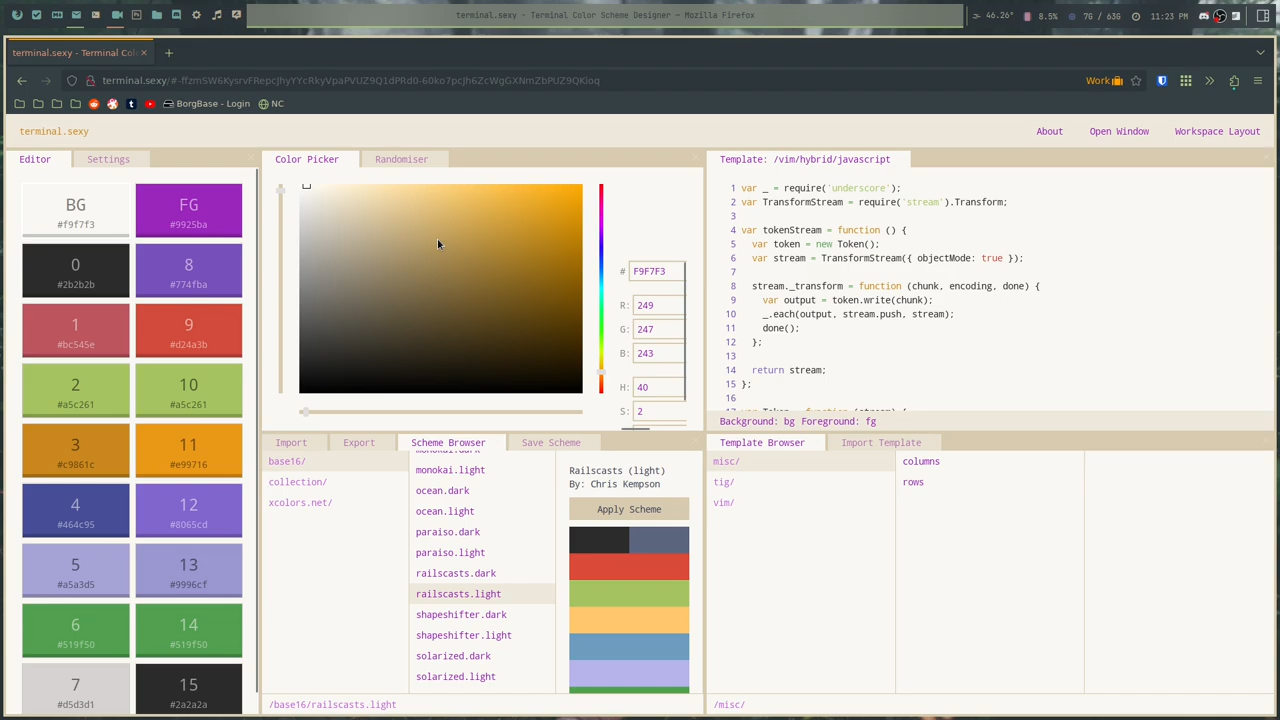 terminal.sexy - Terminal Color Scheme Designer — Mozilla Firefox
46.26° 8.5% 7G / 63G 11:23 PM
terminal.sexy - Terminal Col
terminal.sexy/#-ffzmSW6KysrvFRepcJhyYYcRkyVpaPVUZ9Q1dPRd0-60ko7pcJh6ZcWgGXNmZbPUZ9QKioq
Work
BorgBase - Login
NC
terminal.sexy
About
Open Window
Workspace Layout
Editor
Settings
BG
#f9f7f3
FG
#9925ba
0
#2b2b2b
8
#774fba
1
#bc545e
9
#d24a3b
2
#a5c261
10
#a5c261
3
#c9861c
11
#e99716
4
#464c95
12
#8065cd
5
#a5a3d5
13
#9996cf
6
#519f50
14
#519f50
7
#d5d3d1
15
#2a2a2a
Color Picker
Randomiser
# F9F7F3
R: 249
G: 247
B: 243
H: 40
S: 2
Template: /vim/hybrid/javascript
1 var _ = require('underscore');
2 var TransformStream = require('stream').Transform;
3
4 var tokenStream = function () {
5   var token = new Token();
6   var stream = TransformStream({ objectMode: true });
7
8   stream._transform = function (chunk, encoding, done) {
9     var output = token.write(chunk);
10     _.each(output, stream.push, stream);
11     done();
12   };
13
14   return stream;
15 };
16
17 var Token = function (stream) {
Background: bg Foreground: fg
Import
Export
Scheme Browser
Save Scheme
base16/
collection/
xcolors.net/
monokai.dark
monokai.light
ocean.dark
ocean.light
paraiso.dark
paraiso.light
railscasts.dark
railscasts.light
shapeshifter.dark
shapeshifter.light
solarized.dark
solarized.light
Railscasts (light)
By: Chris Kempson
Apply Scheme
/base16/railscasts.light
Template Browser
Import Template
misc/
tig/
vim/
columns
rows
/misc/